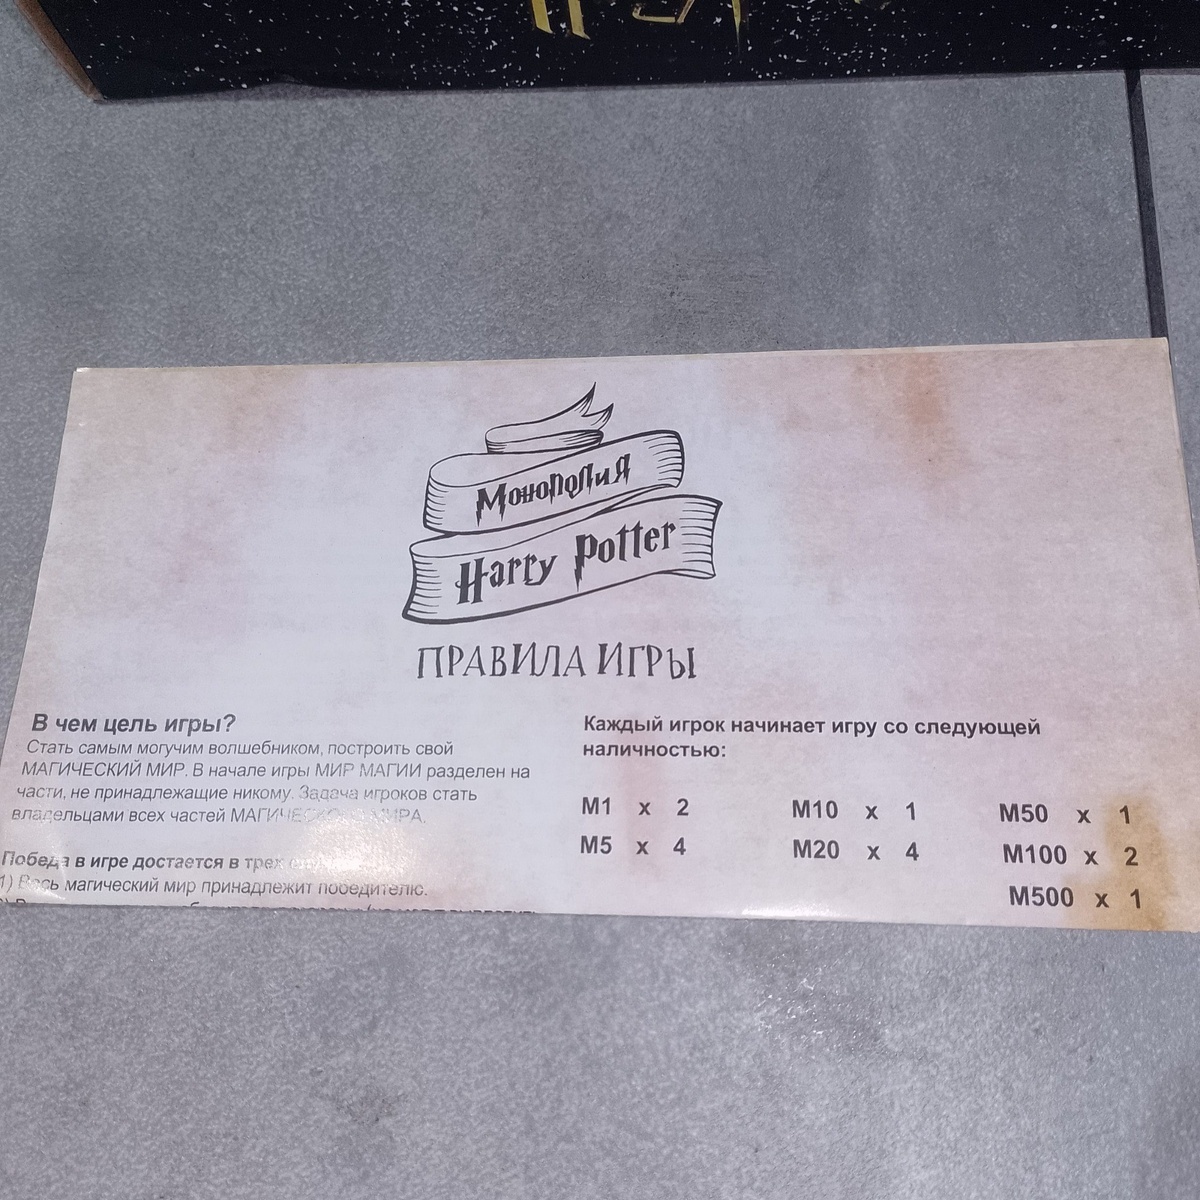 Монополия
Harry Potter
ПРАВИЛА ИГРЫ
В чем цель игры?
Стать самым могучим волшебником, построить свой
МАГИЧЕСКИЙ МИР. В начале игры МИР МАГИИ разделен на
части, не принадлежащие никому. Задача игроков стать
владельцами всех частей МАГИЧЕСКОГО МИРА.
Победа в игре достается в трех
1) Весь магический мир принадлежит победителю.
Каждый игрок начинает игру со следующей
наличностью:
M1 x 2 M10 x 1 M50 x 1
M5 x 4 M20 x 4 M100 x 2
M500 x 1